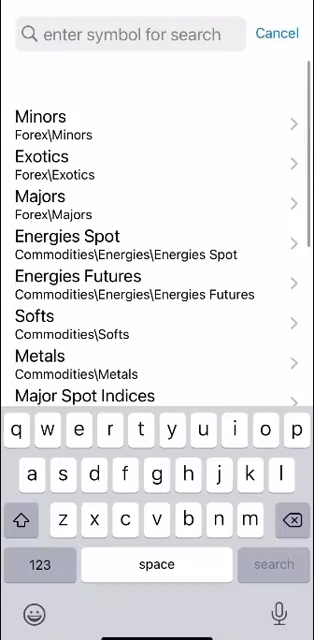 enter symbol for search Cancel
Minors
Forex\Minors
Exotics
Forex\Exotics
Majors
Forex\Majors
Energies Spot
Commodities\Energies\Energies Spot
Energies Futures
Commodities\Energies\Energies Futures
Softs
Commodities\Softs
Metals
Commodities\Metals
Major Spot Indices
q w e r t y u i o p
a s d f g h j k l
z x c v b n m
123 space search